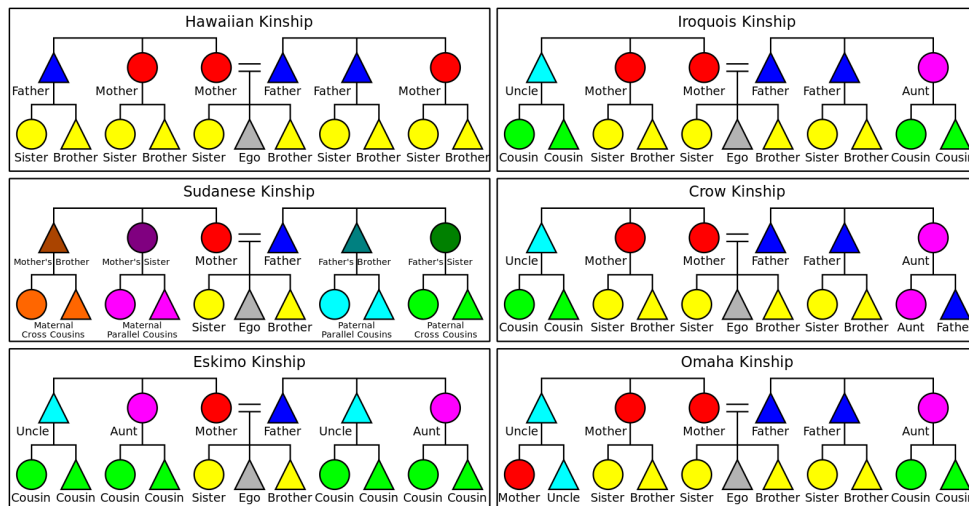 Hawaiian Kinship
Father Mother Mother Father Father Mother
Sister Brother Sister Brother Sister Ego Brother Sister Brother Sister Brother
Iroquois Kinship
Uncle Mother Mother Father Father Aunt
Cousin Cousin Sister Brother Sister Ego Brother Sister Brother Cousin Cousin
Sudanese Kinship
Mother's Brother Mother's Sister Mother Father Father's Brother Father's Sister
Maternal Cross Cousins Maternal Parallel Cousins Sister Ego Brother Paternal Parallel Cousins Paternal Cross Cousins
Crow Kinship
Uncle Mother Mother Father Father Aunt
Cousin Cousin Sister Brother Sister Ego Brother Sister Brother Aunt Father
Eskimo Kinship
Uncle Aunt Mother Father Uncle Aunt
Cousin Cousin Cousin Cousin Sister Ego Brother Cousin Cousin Cousin Cousin
Omaha Kinship
Uncle Mother Mother Father Father Aunt
Mother Uncle Sister Brother Sister Ego Brother Sister Brother Cousin Cousin